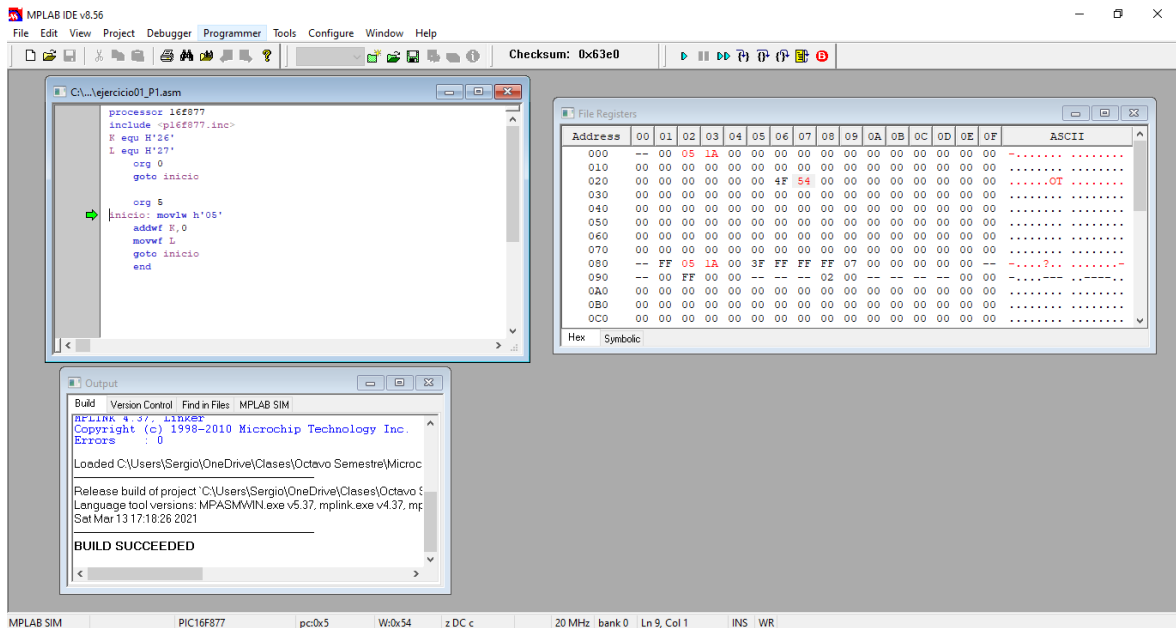 MPLAB IDE v8.56
File Edit View Project Debugger Programmer Tools Configure Window Help
Checksum: 0x63e0
C:\...\ejercicio01_P1.asm
processor 16f877
include <p16f877.inc>
K equ H'26'
L equ H'27'
org 0
goto inicio
org 5
inicio: movlw h'05'
addwf K,0
movwf L
goto inicio
end
File Registers
Address 00 01 02 03 04 05 06 07 08 09 0A 0B 0C 0D 0E 0F ASCII
000 -- 00 05 1A 00 00 00 00 00 00 00 00 00 00 00 00 -....... ........
010 00 00 00 00 00 00 00 00 00 00 00 00 00 00 00 00 ........ ........
020 00 00 00 00 00 00 4F 54 00 00 00 00 00 00 00 00 ......OT ........
030 00 00 00 00 00 00 00 00 00 00 00 00 00 00 00 00 ........ ........
040 00 00 00 00 00 00 00 00 00 00 00 00 00 00 00 00 ........ ........
050 00 00 00 00 00 00 00 00 00 00 00 00 00 00 00 00 ........ ........
060 00 00 00 00 00 00 00 00 00 00 00 00 00 00 00 00 ........ ........
070 00 00 00 00 00 00 00 00 00 00 00 00 00 00 00 00 ........ ........
080 -- FF 05 1A 00 3F FF FF FF 07 00 00 00 00 00 -- -....?.. .......-
090 -- 00 FF 00 00 -- -- -- 02 00 -- -- -- -- 00 00 -....--- ..----..
0A0 00 00 00 00 00 00 00 00 00 00 00 00 00 00 00 00 ........ ........
0B0 00 00 00 00 00 00 00 00 00 00 00 00 00 00 00 00 ........ ........
0C0 00 00 00 00 00 00 00 00 00 00 00 00 00 00 00 00 ........ ........
Hex Symbolic
Output
Build Version Control Find in Files MPLAB SIM
MPLINK 4.37, Linker
Copyright (c) 1998-2010 Microchip Technology Inc.
Errors : 0
Loaded C:\Users\Sergio\OneDrive\Clases\Octavo Semestre\Microc
Release build of project `C:\Users\Sergio\OneDrive\Clases\Octavo S
Language tool versions: MPASMWIN.exe v5.37, mplink.exe v4.37, mp
Sat Mar 13 17:18:26 2021
BUILD SUCCEEDED
MPLAB SIM PIC16F877 pc:0x5 W:0x54 z DC c 20 MHz bank 0 Ln 9, Col 1 INS WR